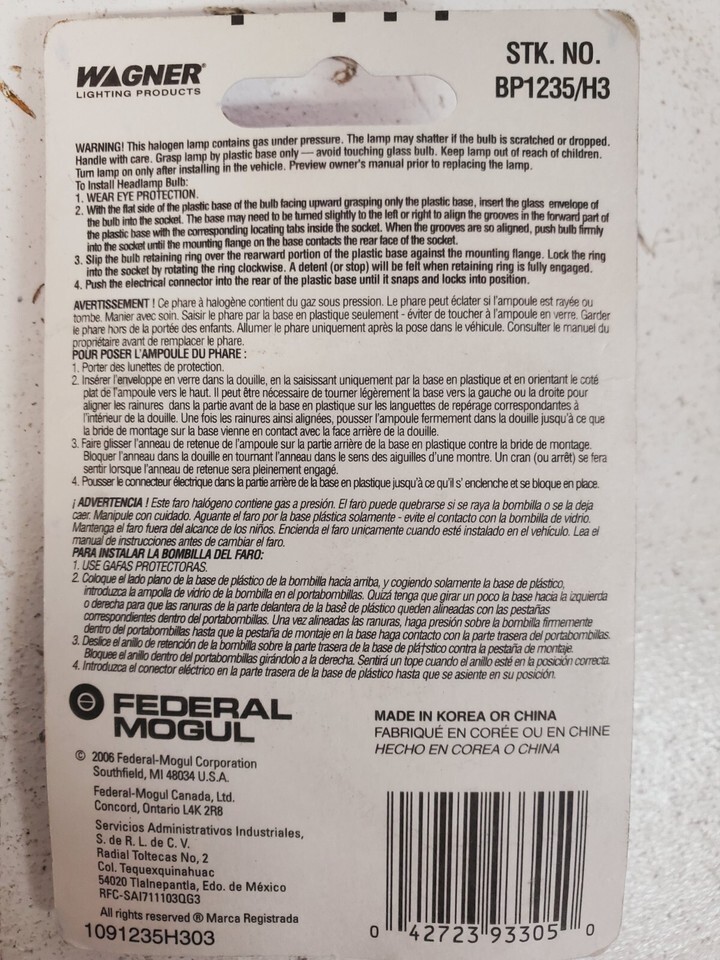 WAGNER®
LIGHTING PRODUCTS
STK. NO.
BP1235/H3
WARNING! This halogen lamp contains gas under pressure. The lamp may shatter if the bulb is scratched or dropped.
Handle with care. Grasp lamp by plastic base only — avoid touching glass bulb. Keep lamp out of reach of children.
Turn lamp on only after installing in the vehicle. Preview owner's manual prior to replacing the lamp.
To Install Headlamp Bulb:
1. WEAR EYE PROTECTION.
2. With the flat side of the plastic base of the bulb facing upward grasping only the plastic base, insert the glass envelope of
the bulb into the socket. The base may need to be turned slightly to the left or right to align the grooves in the forward part of
the plastic base with the corresponding locating tabs inside the socket. When the grooves are so aligned, push bulb firmly
into the socket until the mounting flange on the base contacts the rear face of the socket.
3. Slip the bulb retaining ring over the rearward portion of the plastic base against the mounting flange. Lock the ring
into the socket by rotating the ring clockwise. A detent (or stop) will be felt when retaining ring is fully engaged.
4. Push the electrical connector into the rear of the plastic base until it snaps and locks into position.
AVERTISSEMENT ! Ce phare à halogène contient du gaz sous pression. Le phare peut éclater si l'ampoule est rayée ou
tombe. Manier avec soin. Saisir le phare par la base en plastique seulement - éviter de toucher à l'ampoule en verre. Garder
le phare hors de la portée des enfants. Allumer le phare uniquement après la pose dans le véhicule. Consulter le manuel du
propriétaire avant de remplacer le phare.
POUR POSER L'AMPOULE DU PHARE :
1. Porter des lunettes de protection.
2. Insérer l'enveloppe en verre dans la douille, en la saisissant uniquement par la base en plastique et en orientant le coté
plat de l'ampoule vers le haut. Il peut être nécessaire de tourner légèrement la base vers la gauche ou la droite pour
aligner les rainures dans la partie avant de la base en plastique sur les languettes de repérage correspondantes à
l'intérieur de la douille. Une fois les rainures ainsi alignées, pousser l'ampoule fermement dans la douille jusqu'à ce que
la bride de montage sur la base vienne en contact avec la face arrière de la douille.
3. Faire glisser l'anneau de retenue de l'ampoule sur la partie arrière de la base en plastique contre la bride de montage.
Bloquer l'anneau dans la douille en tournant l'anneau dans le sens des aiguilles d'une montre. Un cran (ou arrêt) se fera
sentir lorsque l'anneau de retenue sera pleinement engagé.
4. Pousser le connecteur électrique dans la partie arrière de la base en plastique jusqu'à ce qu'il s' enclenche et se bloque en place.
¡ ADVERTENCIA ! Este faro halógeno contiene gas a presión. El faro puede quebrarse si se raya la bombilla o se la deja
caer. Manipule con cuidado. Aguante el faro por la base plástica solamente - evite el contacto con la bombilla de vidrio.
Mantenga el faro fuera del alcance de los niños. Encienda el faro unicamente cuando esté instalado en el vehículo. Lea el
manual de instrucciones antes de cambiar el faro.
PARA INSTALAR LA BOMBILLA DEL FARO:
1. USE GAFAS PROTECTORAS.
2. Coloque el lado plano de la base de plástico de la bombilla hacia arriba, y cogiendo solamente la base de plástico,
introduzca la ampolla de vidrio de la bombilla en el portabombillas. Quizá tenga que girar un poco la base hacia la izquierda
o derecha para que las ranuras de la parte delantera de la base de plástico queden alineadas con las pestañas
correspondientes dentro del portabombillas. Una vez alineadas las ranuras, haga presión sobre la bombilla firmemente
dentro del portabombillas hasta que la pestaña de montaje en la base haga contacto con la parte trasera del portabombillas.
3. Deslice el anillo de retención de la bombilla sobre la parte trasera de la base de plástico contra la pestaña de montaje.
Bloquee el anillo dentro del portabombillas girándolo a la derecha. Sentirá un tope cuando el anillo esté en la posición correcta.
4. Introduzca el conector eléctrico en la parte trasera de la base de plástico hasta que se asiente en su posición.
FEDERAL
MOGUL
© 2006 Federal-Mogul Corporation
Southfield, MI 48034 U.S.A.
Federal-Mogul Canada, Ltd.
Concord, Ontario L4K 2R8
Servicios Administrativos Industriales,
S. de R. L. de C. V.
Radial Toltecas No, 2
Col. Tequexquinahuac
54020 Tlalnepantla, Edo. de México
RFC-SAI711103QG3
All rights reserved ® Marca Registrada
1091235H303
MADE IN KOREA OR CHINA
FABRIQUÉ EN CORÉE OU EN CHINE
HECHO EN COREA O CHINA
0 42723 93305 0